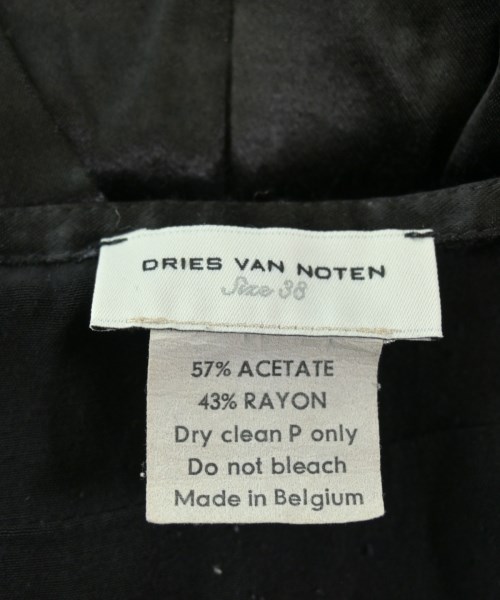 DRIES VAN NOTEN
Size 38
57% ACETATE
43% RAYON
Dry clean P only
Do not bleach
Made in Belgium